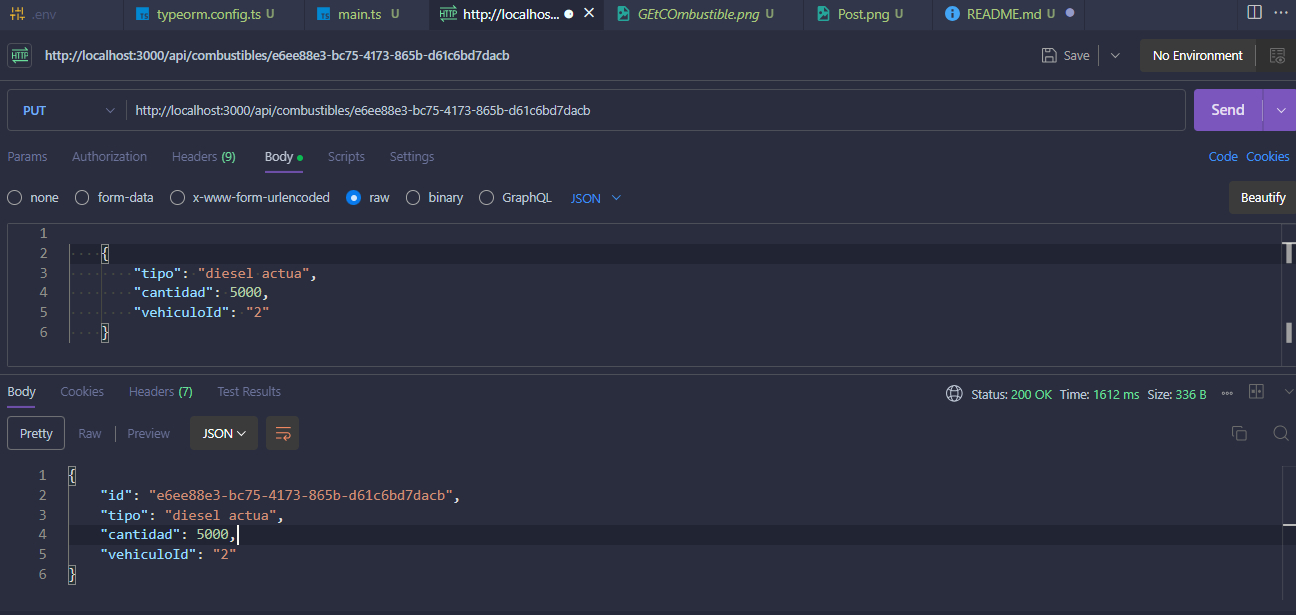 .env typeorm.config.ts U main.ts U HTTP http://localhos... GEtCOmbustible.png U Post.png U README.md U
HTTP http://localhost:3000/api/combustibles/e6ee88e3-bc75-4173-865b-d61c6bd7dacb Save No Environment
PUT http://localhost:3000/api/combustibles/e6ee88e3-bc75-4173-865b-d61c6bd7dacb Send
Params Authorization Headers (9) Body Scripts Settings Code Cookies
none form-data x-www-form-urlencoded raw binary GraphQL JSON Beautify
1
2 {
3 "tipo": "diesel actua",
4 "cantidad": 5000,
5 "vehiculoId": "2"
6 }
Body Cookies Headers (7) Test Results Status: 200 OK Time: 1612 ms Size: 336 B
Pretty Raw Preview JSON
1 {
2 "id": "e6ee88e3-bc75-4173-865b-d61c6bd7dacb",
3 "tipo": "diesel actua",
4 "cantidad": 5000,
5 "vehiculoId": "2"
6 }